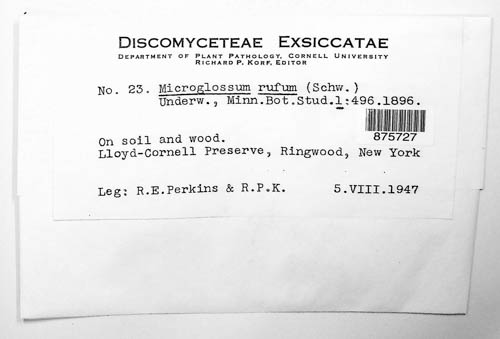 DISCOMYCETEAE EXSICCATAE
DEPARTMENT OF PLANT PATHOLOGY, CORNELL UNIVERSITY
RICHARD P. KORF, EDITOR
No. 23. Microglossum rufum (Schw.)
Underw., Minn.Bot.Stud.1:496.1896.
875727
On soil and wood.
Lloyd-Cornell Preserve, Ringwood, New York
Leg: R.E.Perkins & R.P.K. 5.VIII.1947